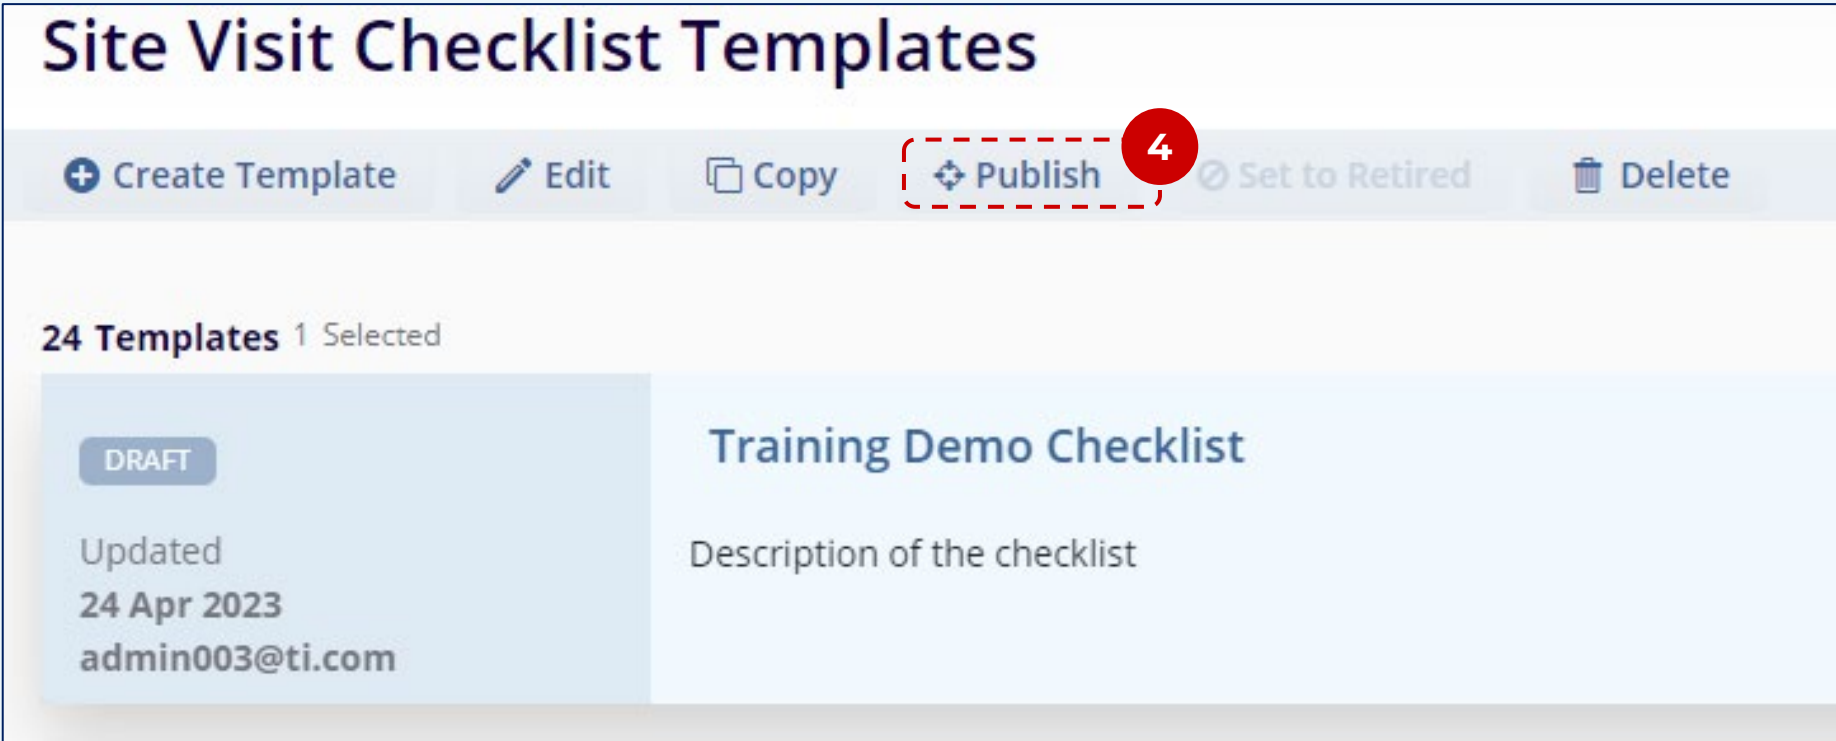 Site Visit Checklist Templates
Create Template Edit Copy Publish 4 Set to Retired Delete
24 Templates 1 Selected
DRAFT
Training Demo Checklist
Updated
Description of the checklist
24 Apr 2023
admin003@ti.com